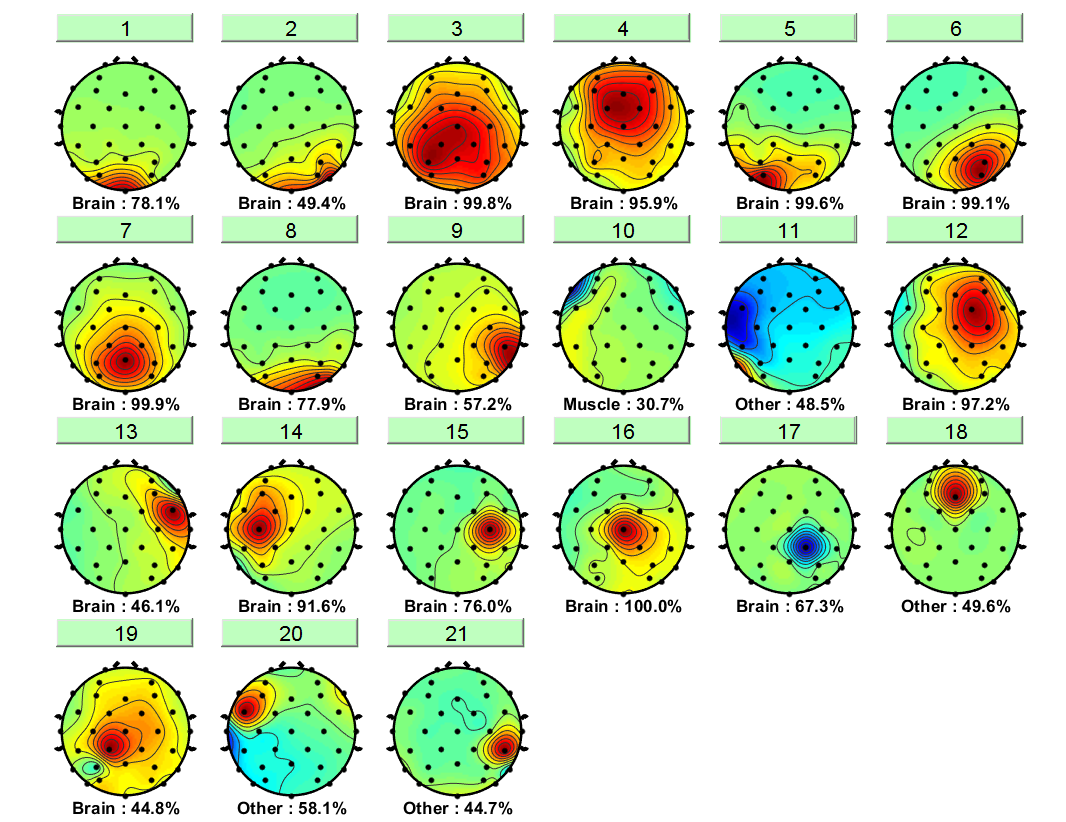 1 2 3 4 5 6
Brain : 78.1% Brain : 49.4% Brain : 99.8% Brain : 95.9% Brain : 99.6% Brain : 99.1%
7 8 9 10 11 12
Brain : 99.9% Brain : 77.9% Brain : 57.2% Muscle : 30.7% Other : 48.5% Brain : 97.2%
13 14 15 16 17 18
Brain : 46.1% Brain : 91.6% Brain : 76.0% Brain : 100.0% Brain : 67.3% Other : 49.6%
19 20 21
Brain : 44.8% Other : 58.1% Other : 44.7%